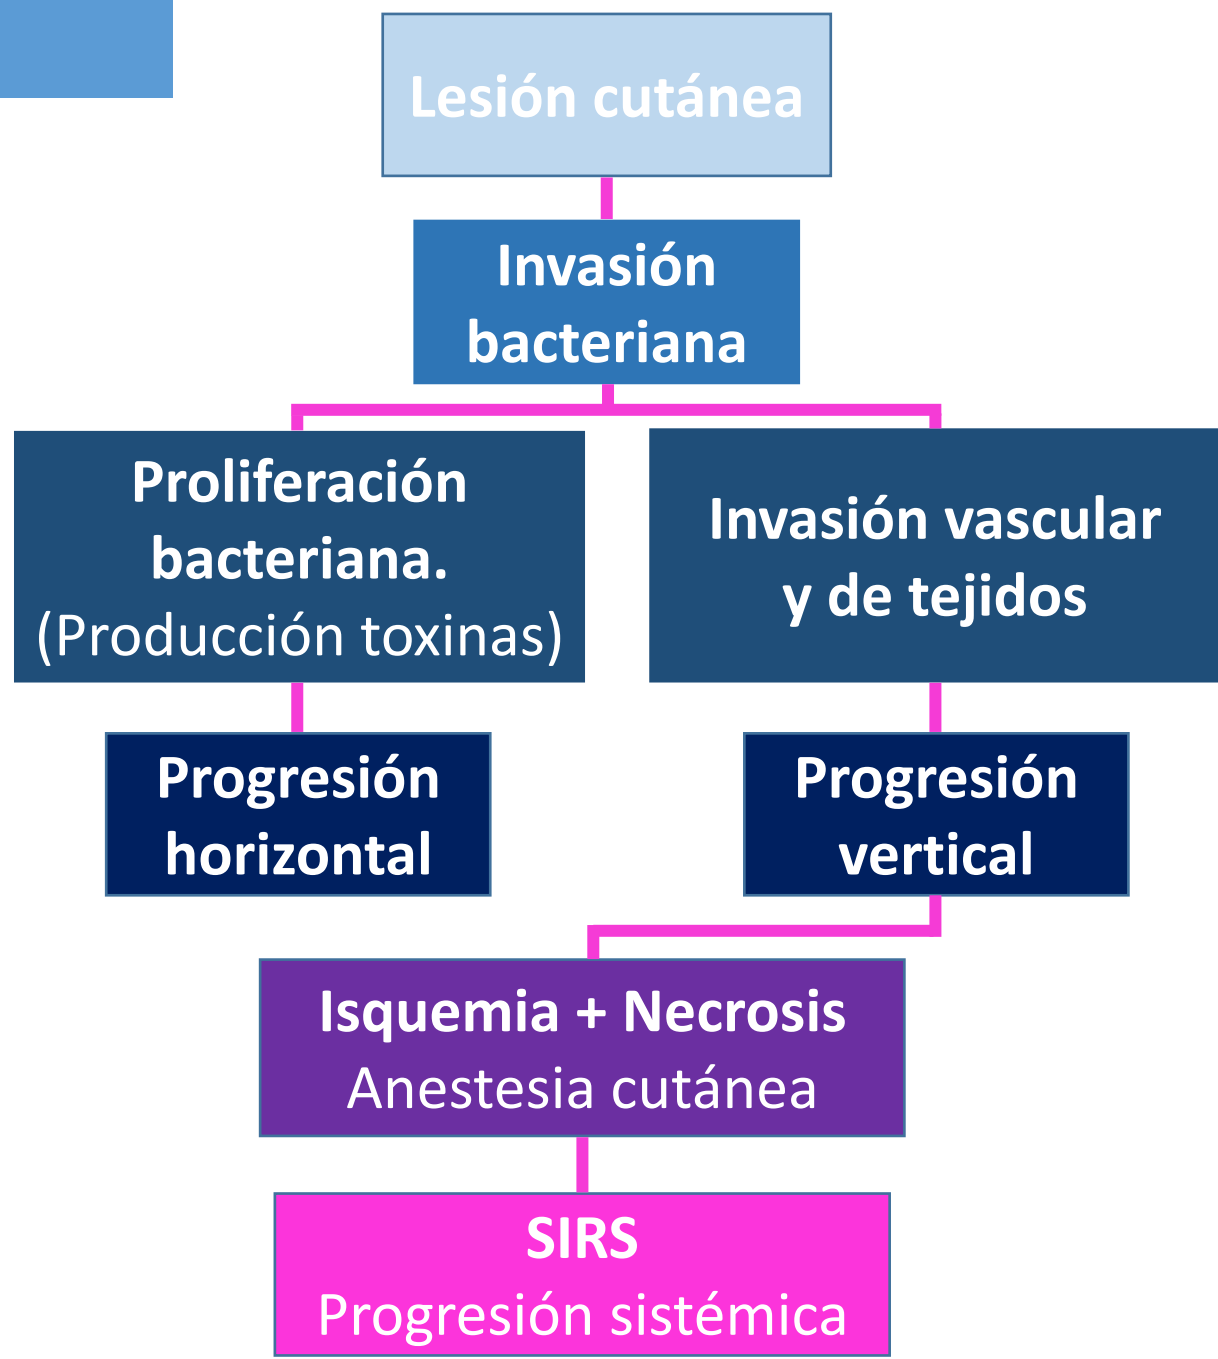 Lesión cutánea
Invasión
bacteriana
Proliferación
bacteriana.
(Producción toxinas)
Invasión vascular
y de tejidos
Progresión
horizontal
Progresión
vertical
Isquemia + Necrosis
Anestesia cutánea
SIRS
Progresión sistémica